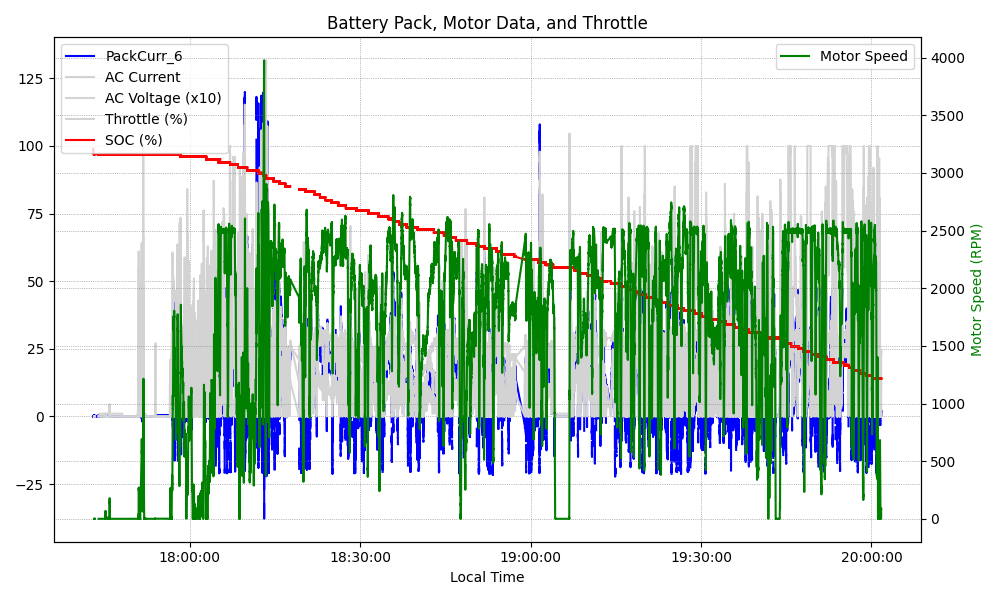 Battery Pack, Motor Data, and Throttle
PackCurr_6
AC Current
AC Voltage (x10)
Throttle (%)
SOC (%)
Motor Speed
125
100
75
50
25
0
−25
4000
3500
3000
2500
2000
1500
1000
500
0
Motor Speed (RPM)
18:00:00
18:30:00
19:00:00
19:30:00
20:00:00
Local Time